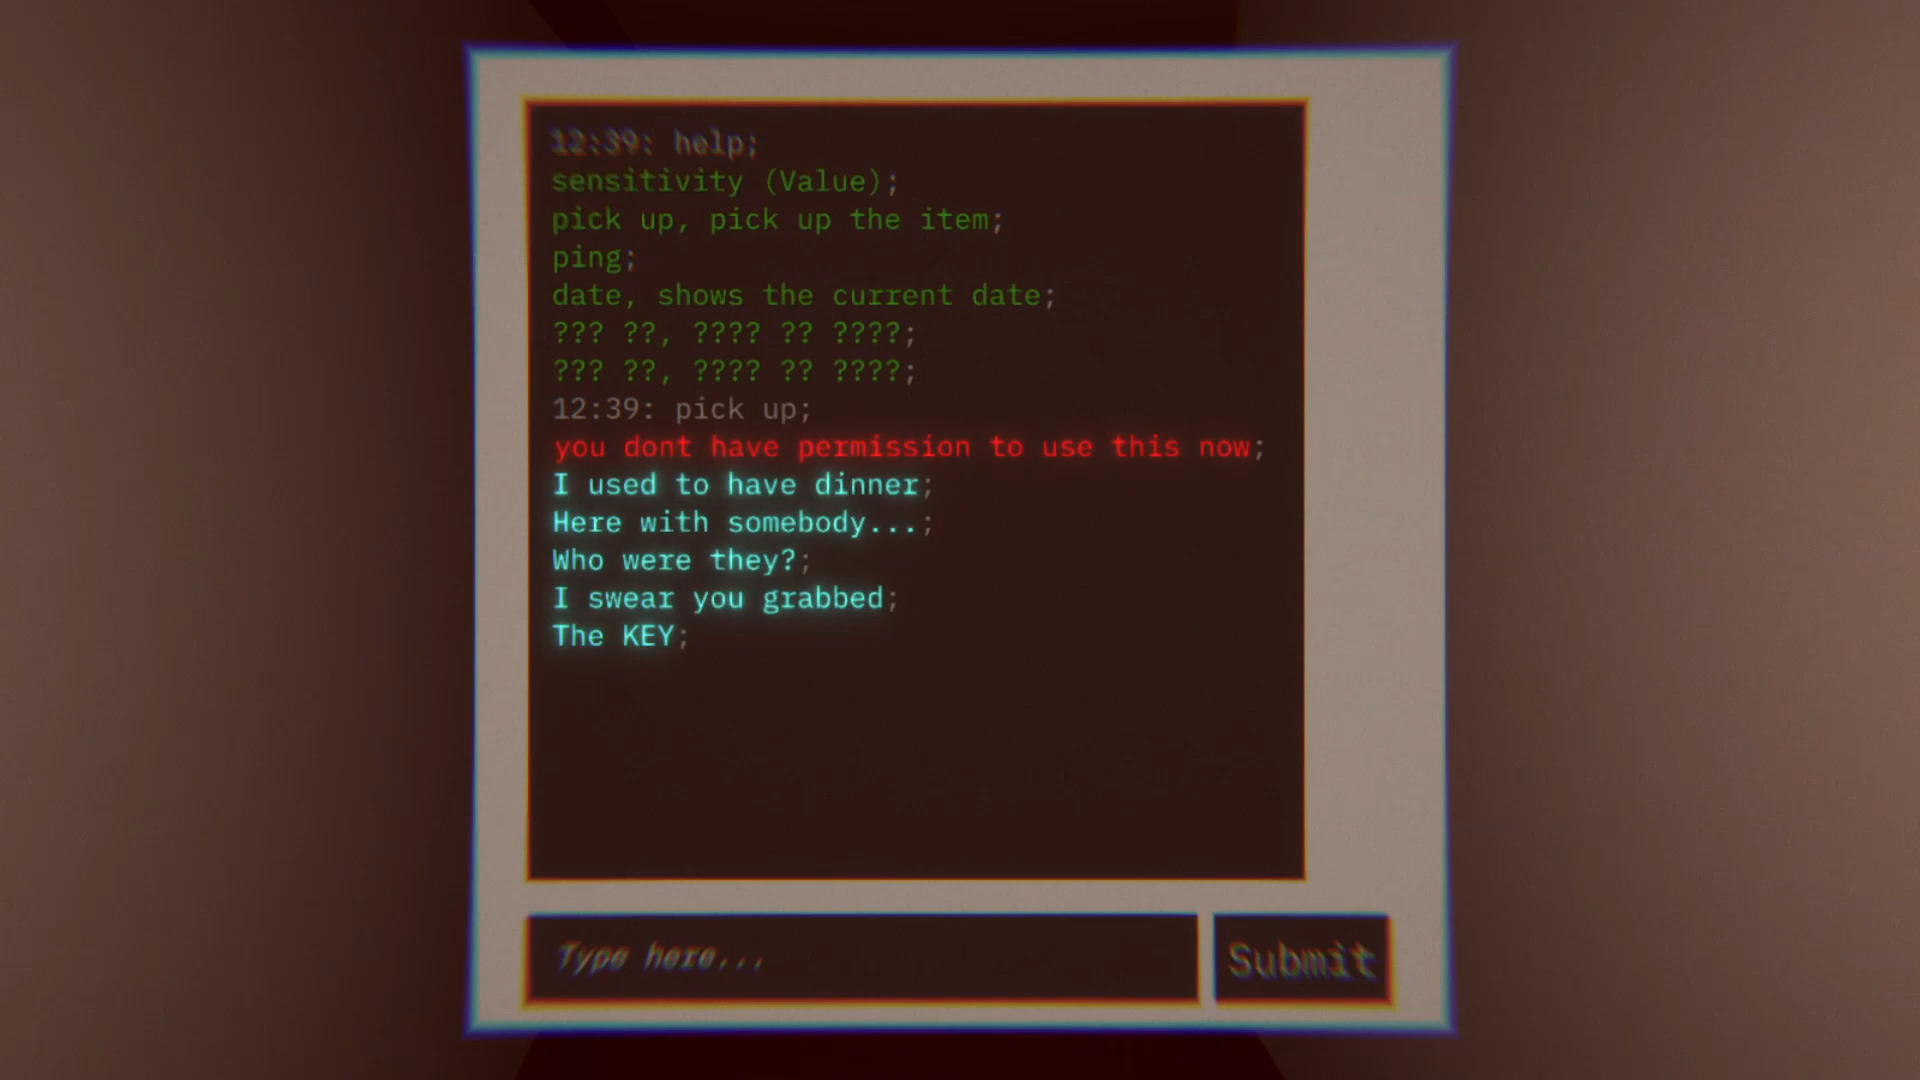 12:39: help;
sensitivity (Value);
pick up, pick up the item;
ping;
date, shows the current date;
??? ??, ???? ?? ????;
??? ??, ???? ?? ????;
12:39: pick up;
you dont have permission to use this now;
I used to have dinner;
Here with somebody...;
Who were they?;
I swear you grabbed;
The KEY;
Type here...
Submit